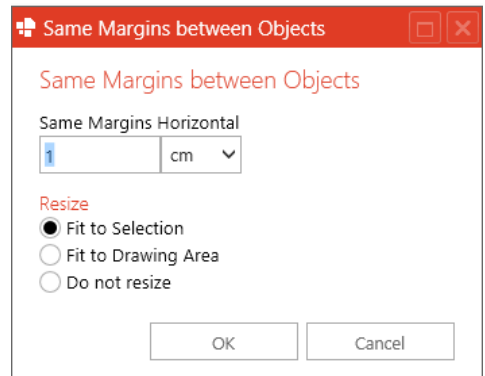 Same Margins between Objects
Same Margins between Objects
Same Margins Horizontal
1 cm
Resize
Fit to Selection
Fit to Drawing Area
Do not resize
OK Cancel